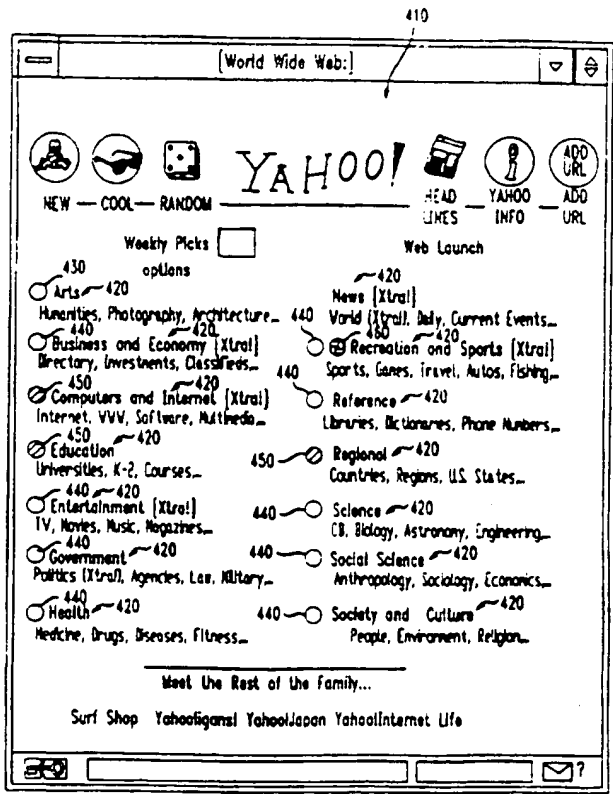 410
[World Wide Web:]
YAHOO!
ADD URL
NEW — COOL — RANDOM
HEAD LINES — YAHOO INFO — ADD URL
Weekly Picks
options
Web Launch
430
Arts 420
Humanities, Photography, Architecture...
440 420
Business and Economy [Xtra!]
Directory, Investments, Classifieds...
450 420
Computers and Internet [Xtra!]
Internet, VVV, Software, Multimedia...
450 420
Education
Universities, K-2, Courses...
440 420
Entertainment [Xtra!]
TV, Movies, Music, Magazines...
440
Government 420
Politics [Xtra!], Agencies, Law, Military...
440
Health 420
Medicine, Drugs, Diseases, Fitness...
420
News [Xtra!]
440 World [Xtra!], Daily, Current Events...
460 420
Recreation and Sports [Xtra!]
Sports, Games, Travel, Autos, Fishing...
440 Reference 420
Libraries, Dictionaries, Phone Numbers...
450 Regional 420
Countries, Regions, U.S. States...
440 Science 420
CB, Biology, Astronomy, Engineering...
440 Social Science 420
Anthropology, Sociology, Economics...
440 Society and Culture 420
People, Environment, Religion...
Meet the Rest of the Family...
Surf Shop Yahooligans! Yahoo!Japan Yahoo!Internet Life
?